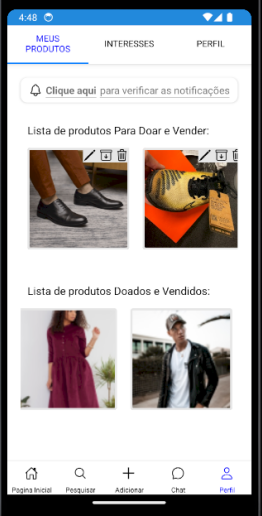 4:48
MEUS
PRODUTOS
INTERESSES
PERFIL
Clique aqui para verificar as notificações
Lista de produtos Para Doar e Vender:
Lista de produtos Doados e Vendidos:
Pagina Inicial
Pesquisar
Adicionar
Chat
Perfil